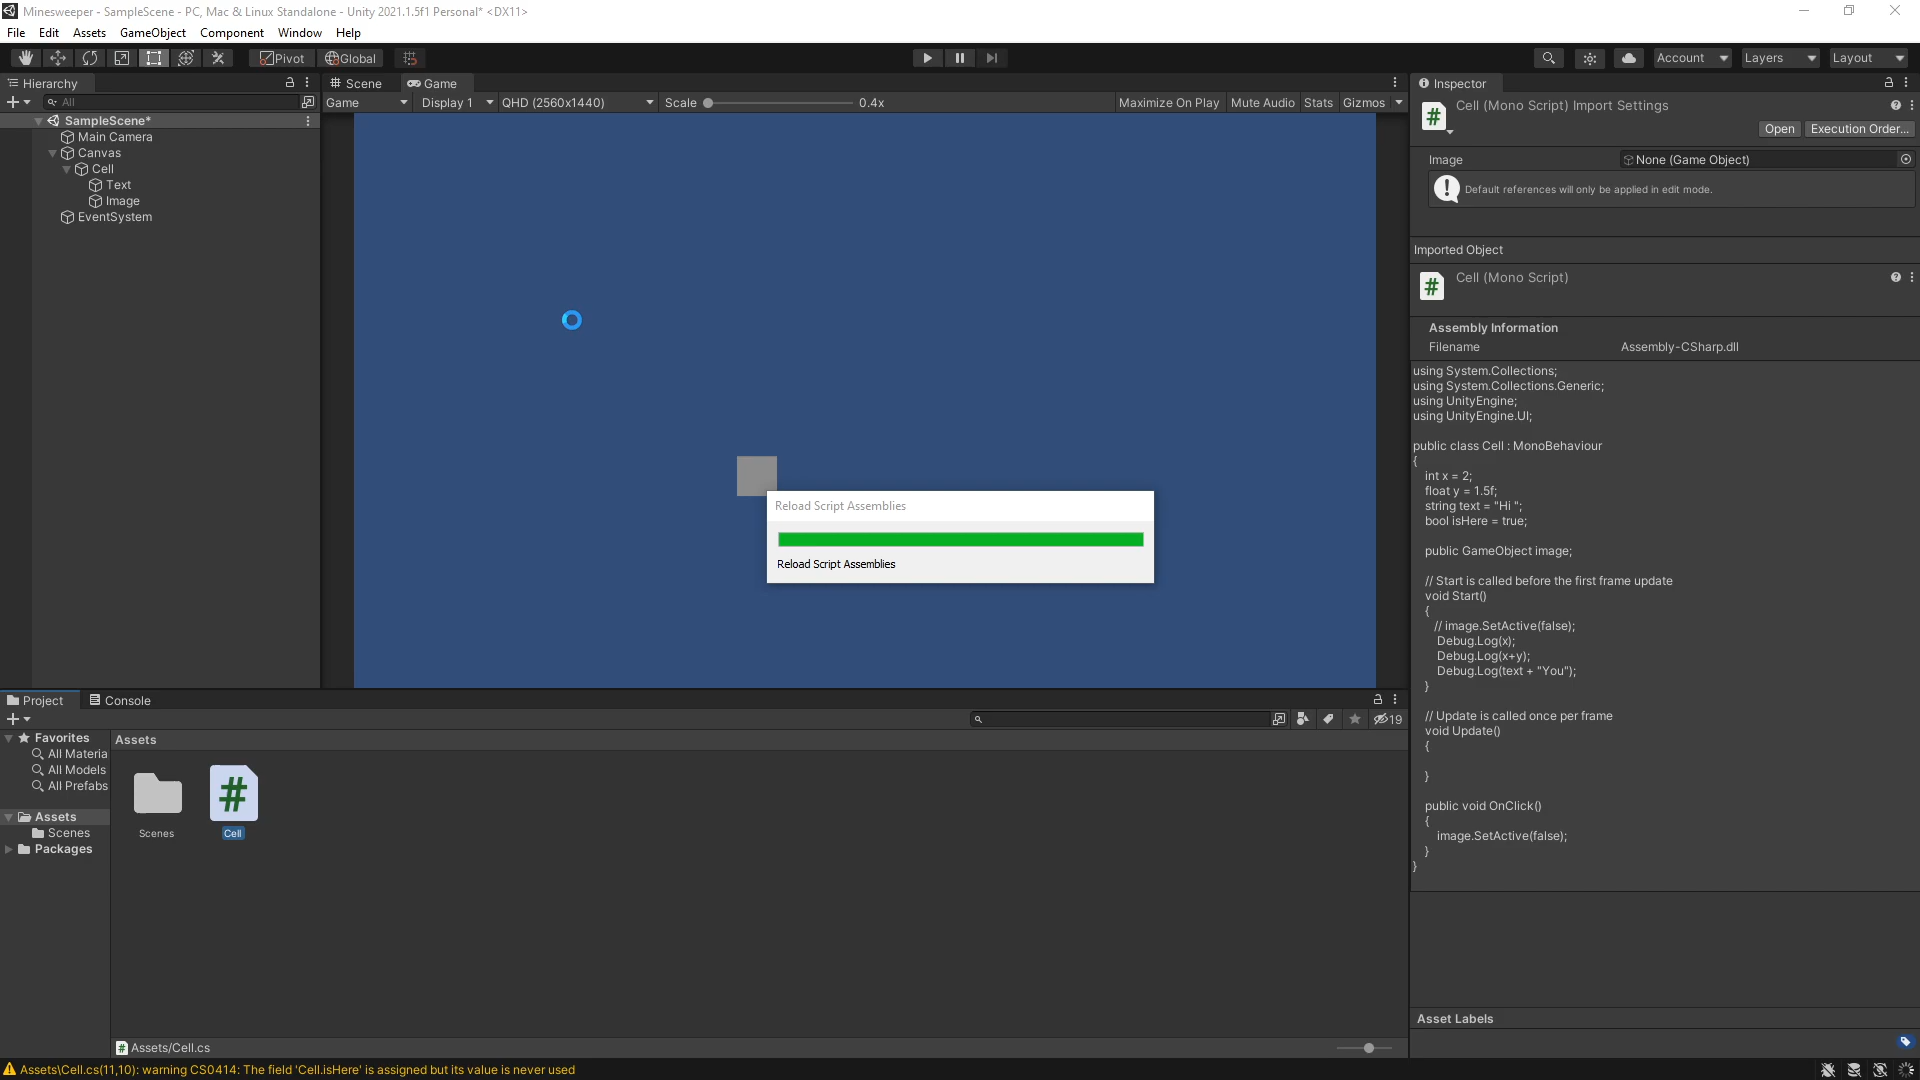 Minesweeper - SampleScene - PC, Mac & Linux Standalone - Unity 2021.1.5f1 Personal* <DX11>
File Edit Assets GameObject Component Window Help
Pivot Global Account Layers Layout
Hierarchy
All
SampleScene*
Main Camera
Canvas
Cell
Text
Image
EventSystem
Scene Game
Game Display 1 QHD (2560x1440) Scale 0.4x Maximize On Play Mute Audio Stats Gizmos
Reload Script Assemblies
Reload Script Assemblies
Inspector
Cell (Mono Script) Import Settings
Open Execution Order...
Image None (Game Object)
Default references will only be applied in edit mode.
Imported Object
Cell (Mono Script)
Assembly Information
Filename Assembly-CSharp.dll
using System.Collections;
using System.Collections.Generic;
using UnityEngine;
using UnityEngine.UI;
public class Cell : MonoBehaviour
{
int x = 2;
float y = 1.5f;
string text = "Hi ";
bool isHere = true;
public GameObject image;
// Start is called before the first frame update
void Start()
{
// image.SetActive(false);
Debug.Log(x);
Debug.Log(x+y);
Debug.Log(text + "You");
}
// Update is called once per frame
void Update()
{
}
public void OnClick()
{
image.SetActive(false);
}
}
Asset Labels
Project Console
19
Favorites
All Materia
All Models
All Prefabs
Assets
Scenes
Packages
Assets
Scenes
Cell
Assets/Cell.cs
Assets\Cell.cs(11,10): warning CS0414: The field 'Cell.isHere' is assigned but its value is never used